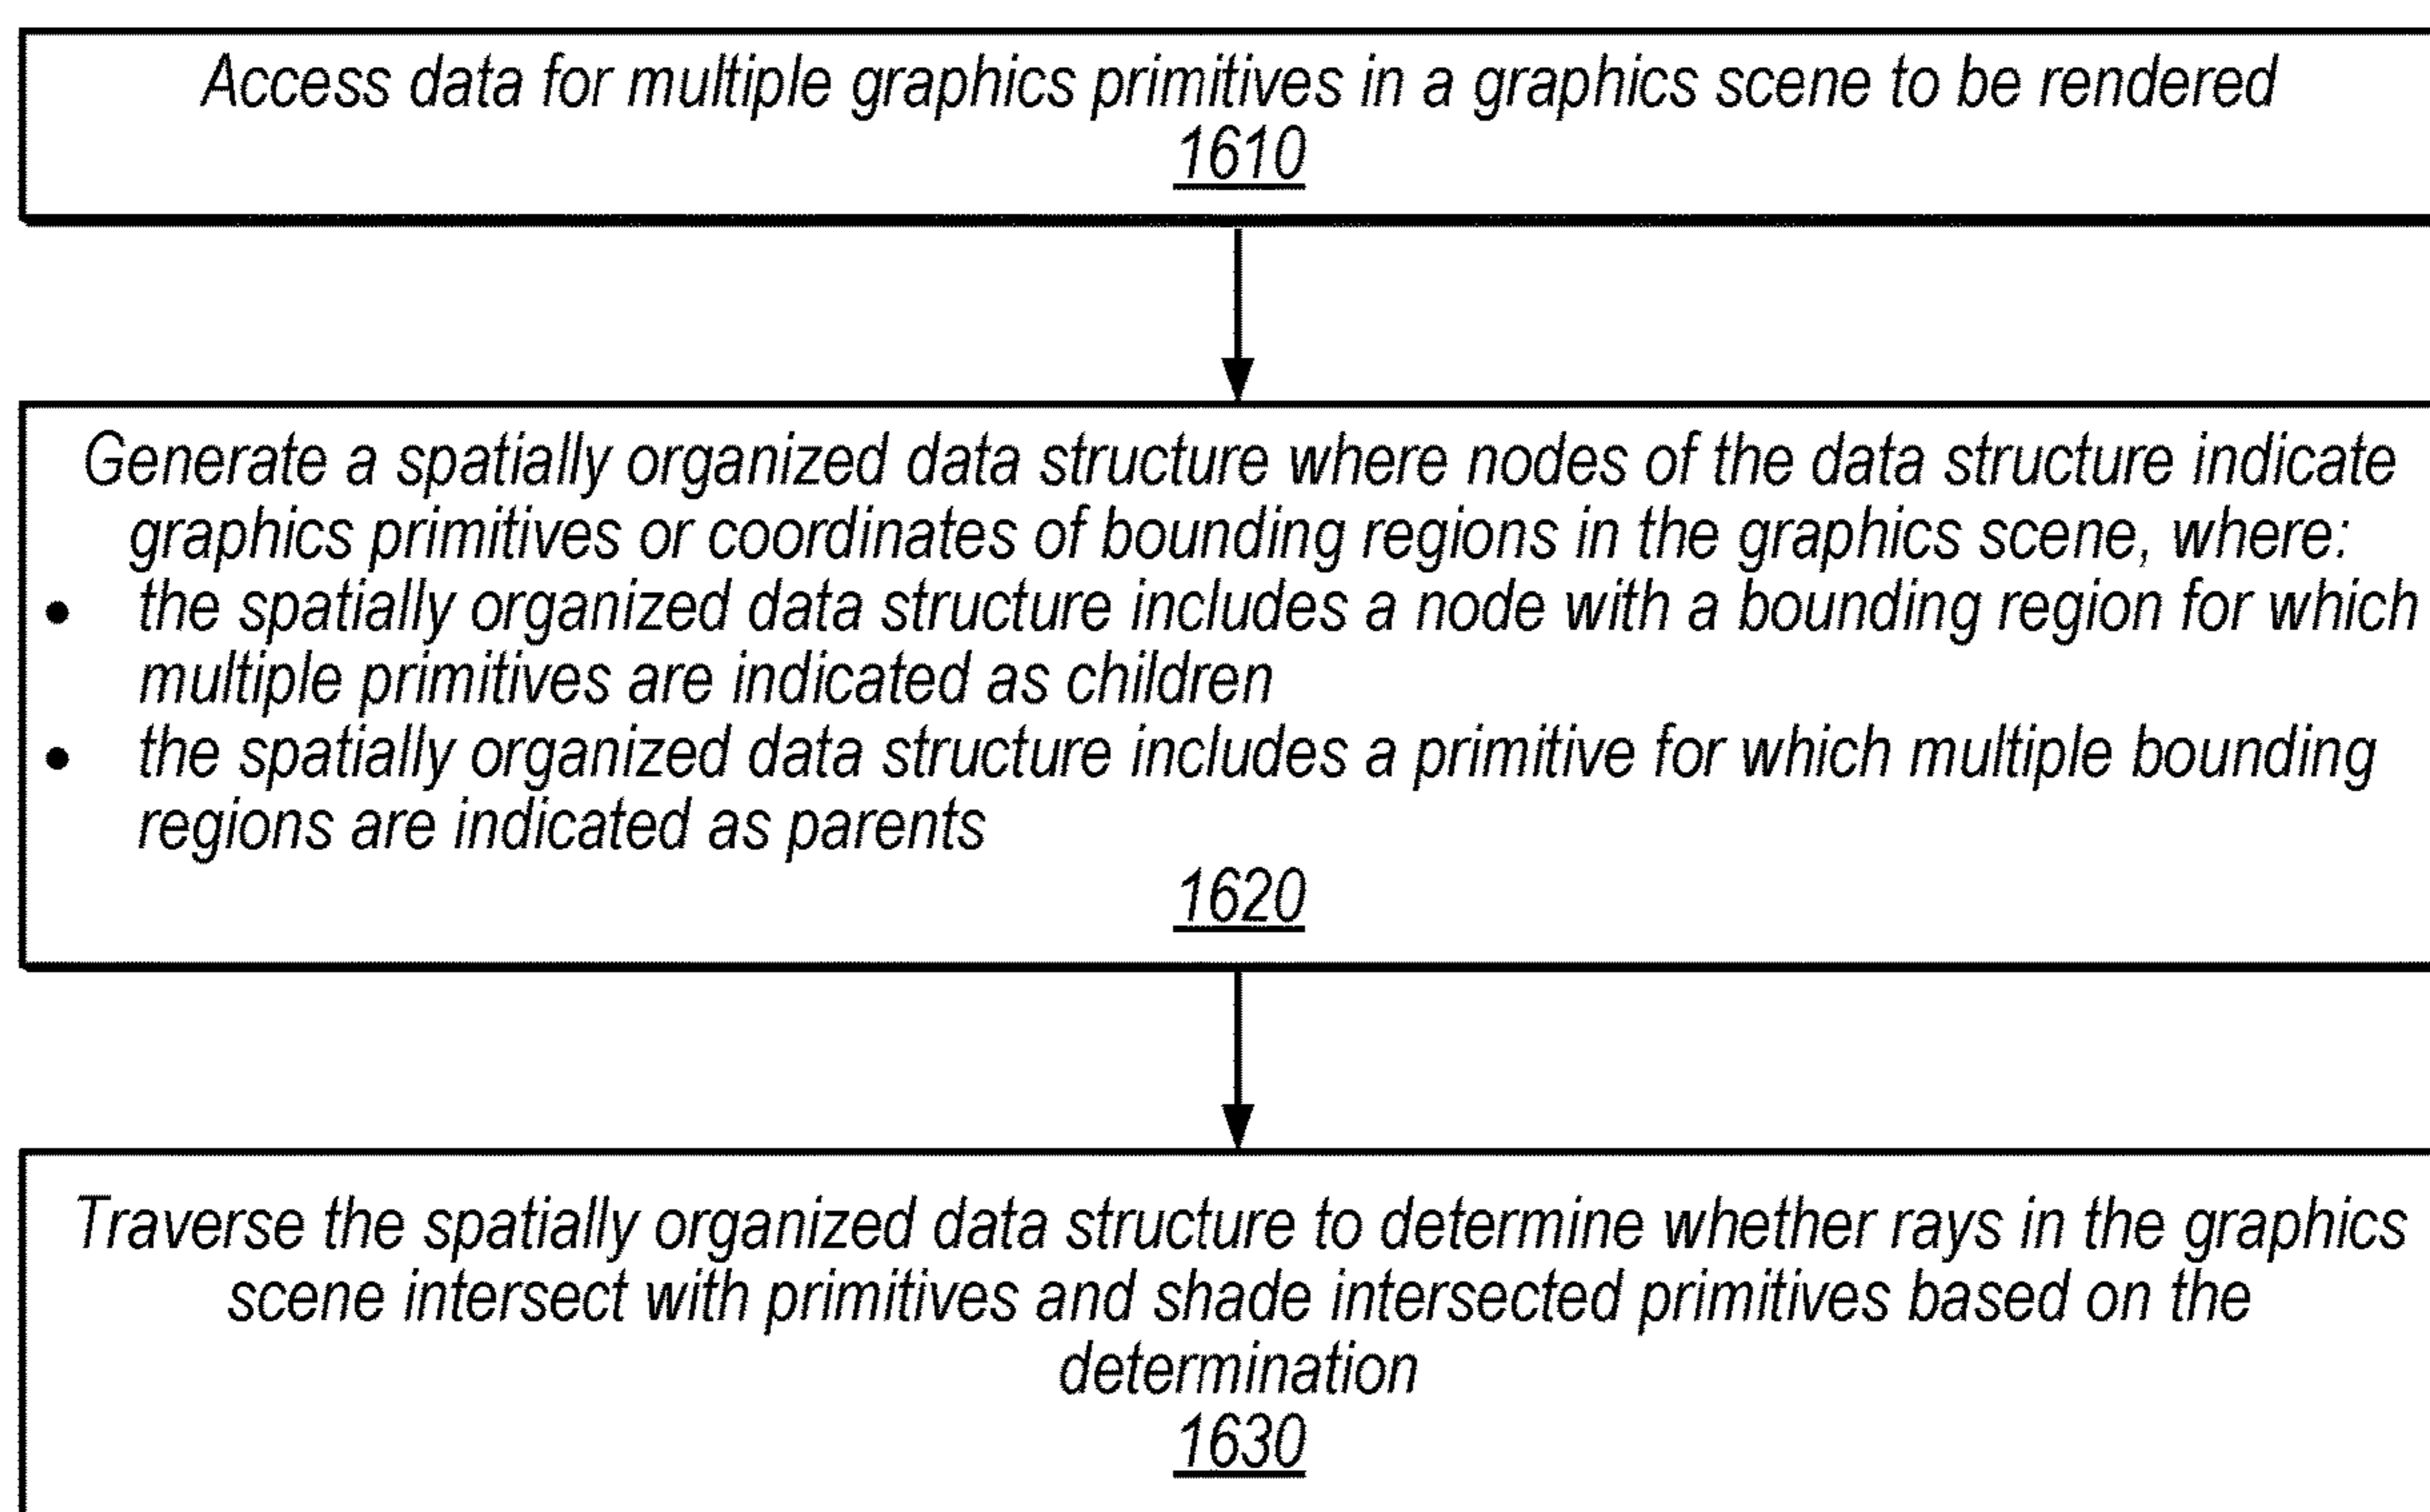 Access data for multiple graphics primitives in a graphics scene to be rendered
1610
Generate a spatially organized data structure where nodes of the data structure indicate
graphics primitives or coordinates of bounding regions in the graphics scene, where:
• the spatially organized data structure includes a node with a bounding region for which
multiple primitives are indicated as children
• the spatially organized data structure includes a primitive for which multiple bounding
regions are indicated as parents
1620
Traverse the spatially organized data structure to determine whether rays in the graphics
scene intersect with primitives and shade intersected primitives based on the
determination
1630